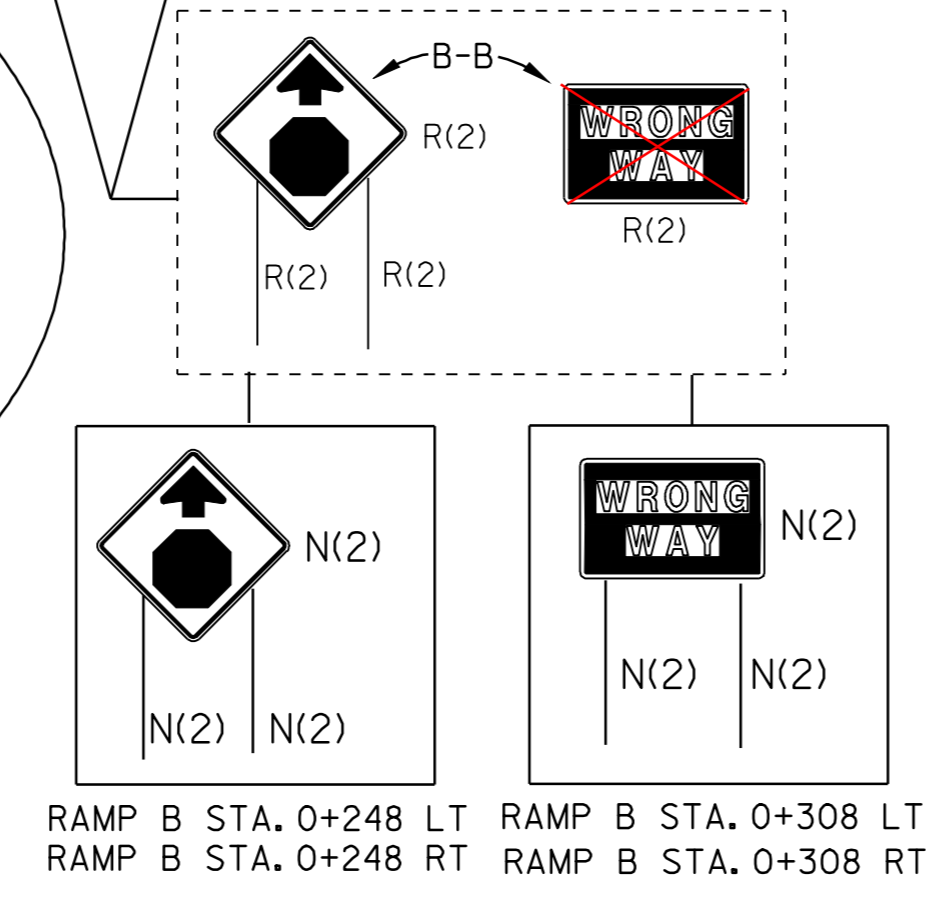 B-B
R(2)
WRONG
WAY
R(2)
R(2)
R(2)
N(2)
N(2)
N(2)
WRONG
WAY
N(2)
N(2)
N(2)
RAMP B STA. 0+248 LT
RAMP B STA. 0+248 RT
RAMP B STA. 0+308 LT
RAMP B STA. 0+308 RT